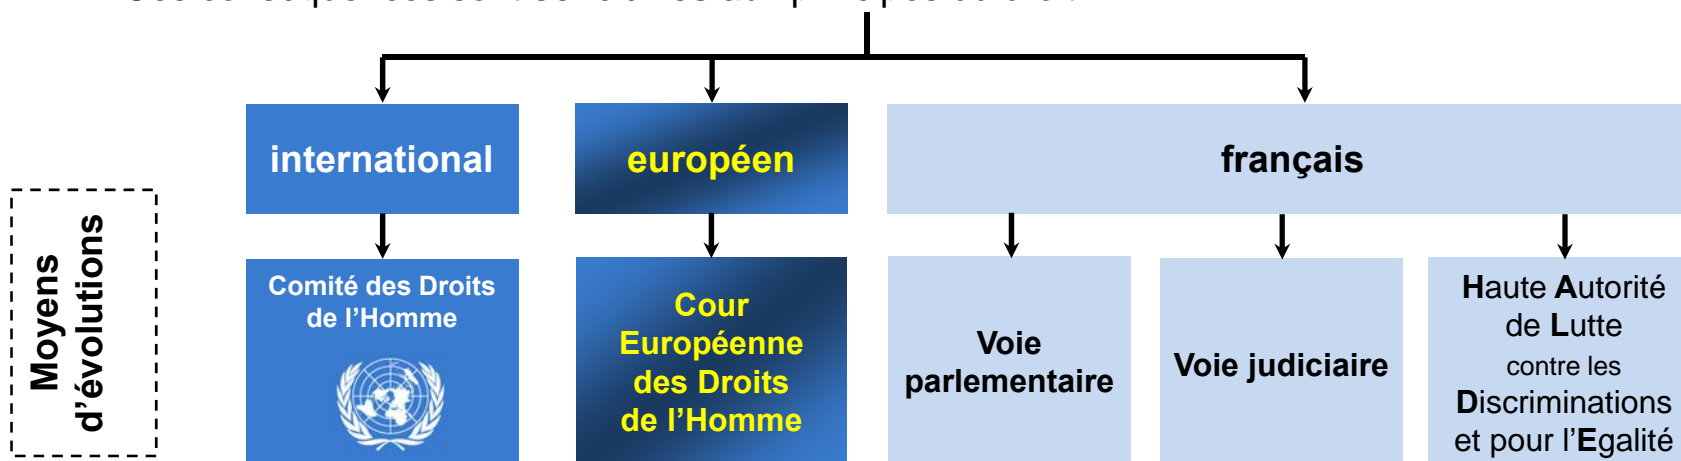 international
européen
français
Moyens
d'évolutions
Comité des Droits
de l'Homme
Cour
Européenne
des Droits
de l'Homme
Voie
parlementaire
Voie judiciaire
Haute Autorité
de Lutte
contre les
Discriminations
et pour l'Egalité